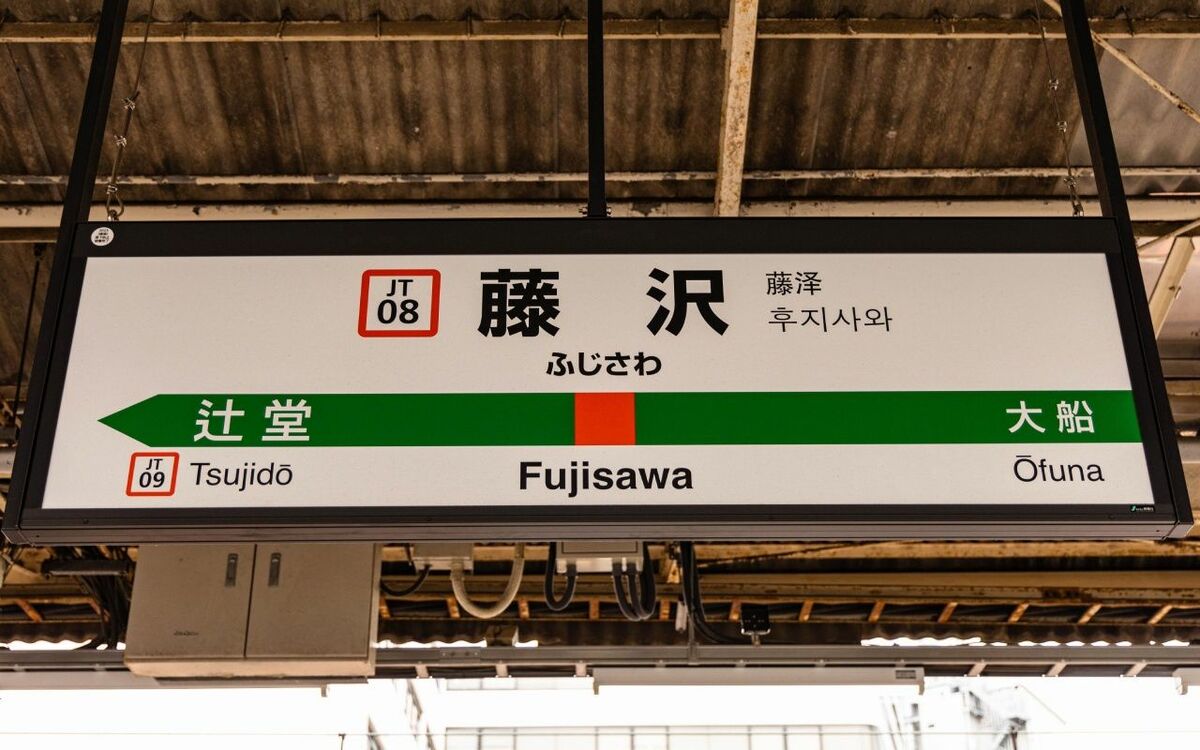 JT
08
藤沢
藤泽
후지사와
ふじさわ
辻堂
大船
JT
09
Tsujidō
Fujisawa
Ōfuna